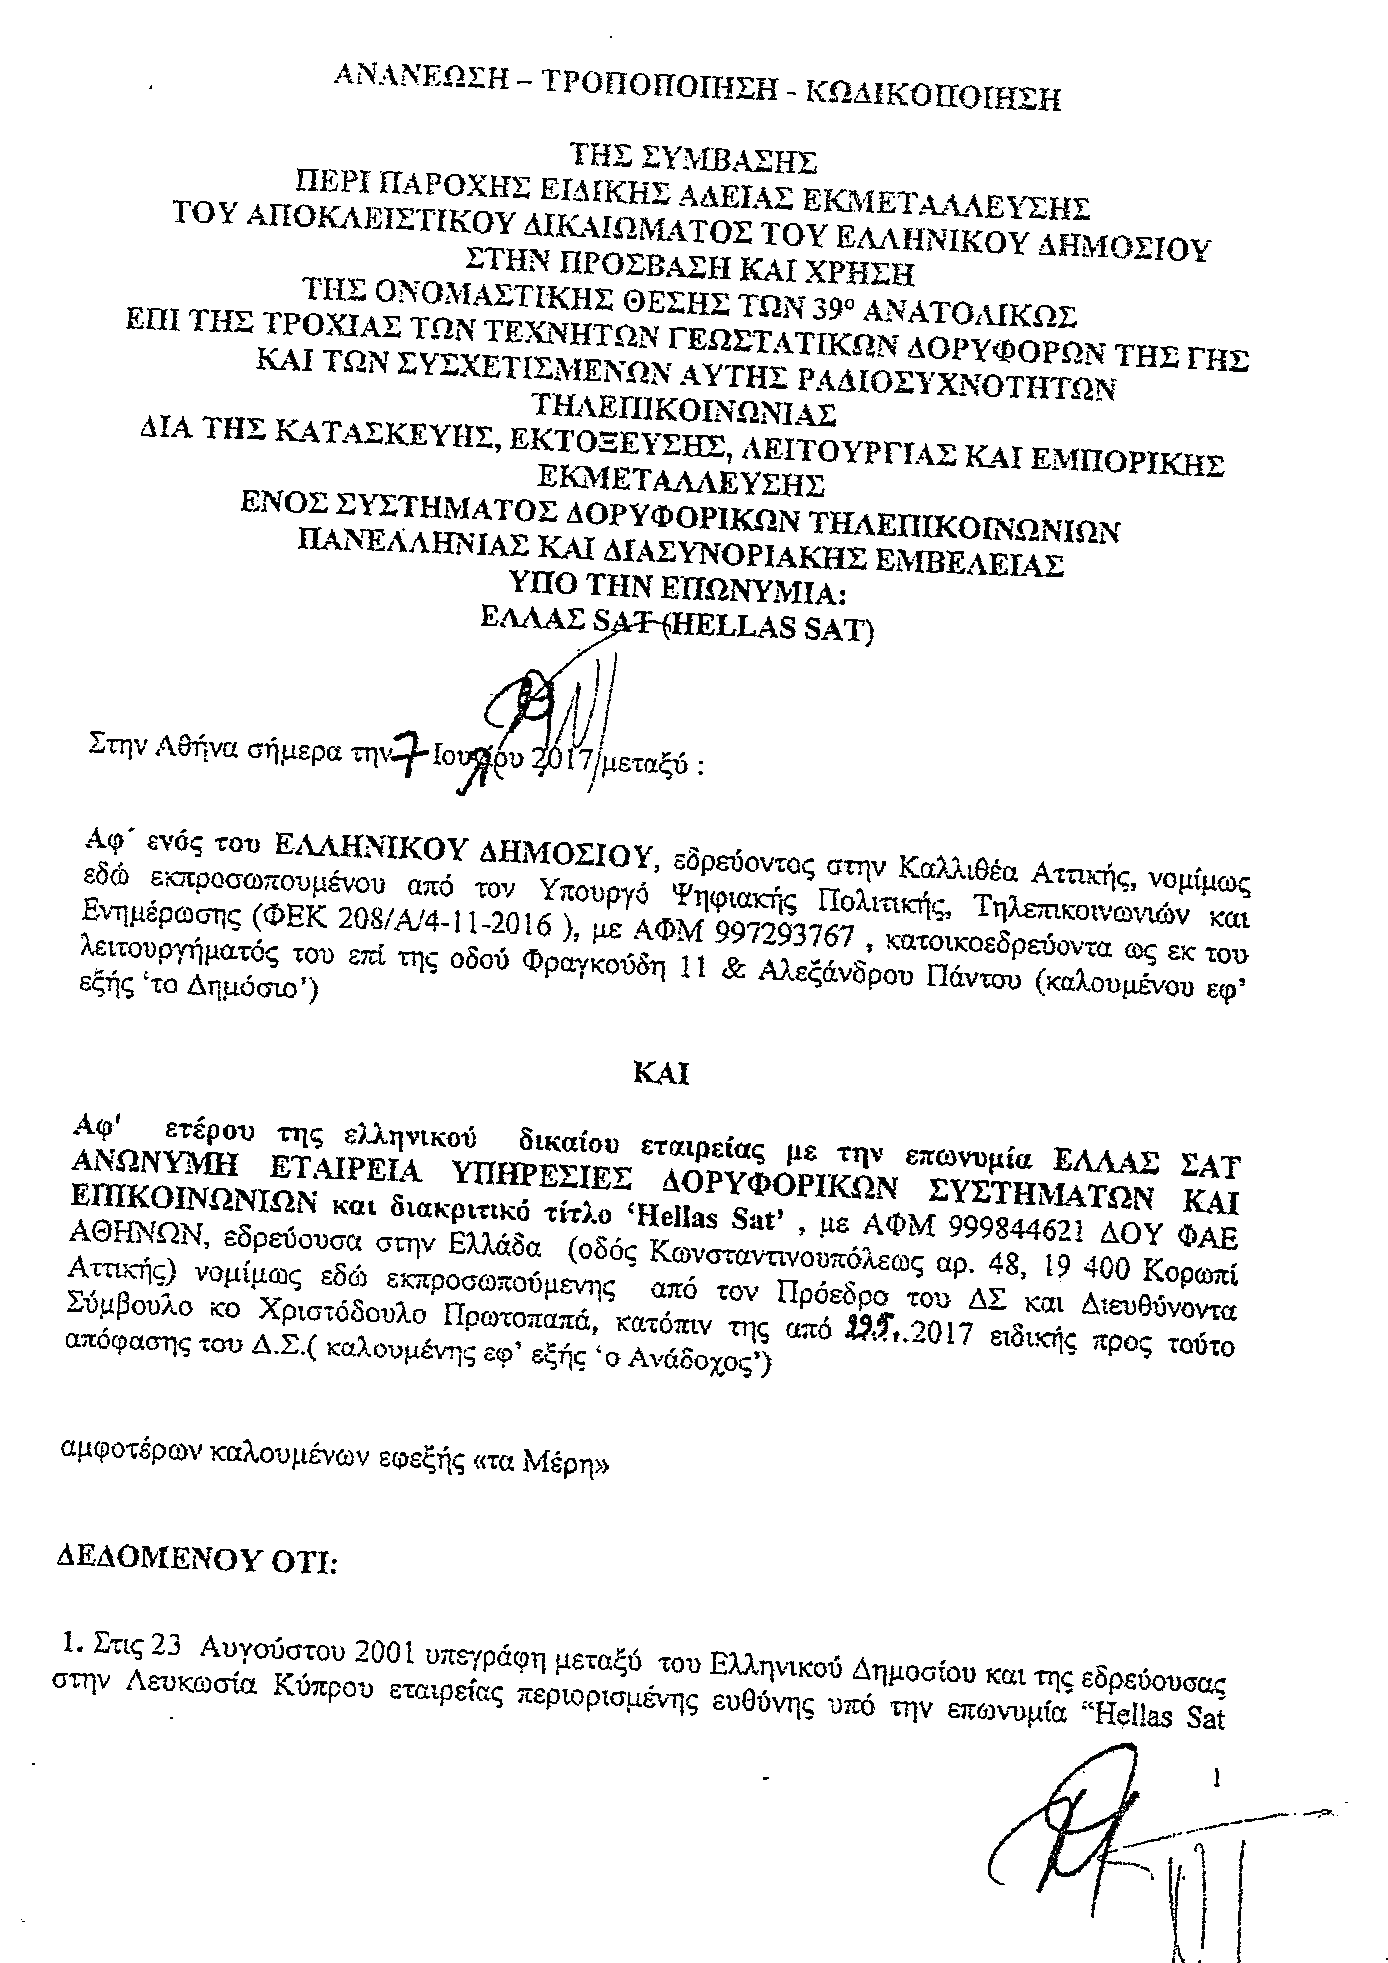 ΑΝΑΝΕΩΣΗ – ΤΡΟΠΟΠΟΙΗΣΗ - ΚΩΔΙΚΟΠΟΙΗΣΗ
ΤΗΣ ΣΥΜΒΑΣΗΣ
ΠΕΡΙ ΠΑΡΟΧΗΣ ΕΙΔΙΚΗΣ ΑΔΕΙΑΣ ΕΚΜΕΤΑΛΛΕΥΣΗΣ
ΤΟΥ ΑΠΟΚΛΕΙΣΤΙΚΟΥ ΔΙΚΑΙΩΜΑΤΟΣ ΤΟΥ ΕΛΛΗΝΙΚΟΥ ΔΗΜΟΣΙΟΥ
ΣΤΗΝ ΠΡΟΣΒΑΣΗ ΚΑΙ ΧΡΗΣΗ
ΤΗΣ ΟΝΟΜΑΣΤΙΚΗΣ ΘΕΣΗΣ ΤΩΝ 39° ΑΝΑΤΟΛΙΚΩΣ
ΕΠΙ ΤΗΣ ΤΡΟΧΙΑΣ ΤΩΝ ΤΕΧΝΗΤΩΝ ΓΕΩΣΤΑΤΙΚΩΝ ΔΟΡΥΦΟΡΩΝ ΤΗΣ ΓΗΣ
ΚΑΙ ΤΩΝ ΣΥΣΧΕΤΙΣΜΕΝΩΝ ΑΥΤΗΣ ΡΑΔΙΟΣΥΧΝΟΤΗΤΩΝ
ΤΗΛΕΠΙΚΟΙΝΩΝΙΑΣ
ΔΙΑ ΤΗΣ ΚΑΤΑΣΚΕΥΗΣ, ΕΚΤΟΞΕΥΣΗΣ, ΛΕΙΤΟΥΡΓΙΑΣ ΚΑΙ ΕΜΠΟΡΙΚΗΣ
ΕΚΜΕΤΑΛΛΕΥΣΗΣ
ΕΝΟΣ ΣΥΣΤΗΜΑΤΟΣ ΔΟΡΥΦΟΡΙΚΩΝ ΤΗΛΕΠΙΚΟΙΝΩΝΙΩΝ
ΠΑΝΕΛΛΗΝΙΑΣ ΚΑΙ ΔΙΑΣΥΝΟΡΙΑΚΗΣ ΕΜΒΕΛΕΙΑΣ
ΥΠΟ ΤΗΝ ΕΠΩΝΥΜΙΑ:
ΕΛΛΑΣ SAT (HELLAS SAT)
Στην Αθήνα σήμερα την 7 2017 μεταξύ :
Αφ΄ ενός του ΕΛΛΗΝΙΚΟΥ ΔΗΜΟΣΙΟΥ, εδρεύοντος στην Καλλιθέα Αττικής, νομίμως
εδώ εκπροσωπουμένου από τον Υπουργό Ψηφιακής Πολιτικής, Τηλεπικοινωνιών και
Ενημέρωσης (ΦΕΚ 208/Α/4-11-2016 ), με ΑΦΜ 997293767 , κατοικοεδρεύοντα ως εκ του
λειτουργήματός του επί της οδού Φραγκούδη 11 & Αλεξάνδρου Πάντου (καλουμένου εφ’
εξής ‘το Δημόσιο’)
ΚΑΙ
Αφ' ετέρου της ελληνικού δικαίου εταιρείας με την επωνυμία ΕΛΛΑΣ ΣΑΤ
ΑΝΩΝΥΜΗ ΕΤΑΙΡΕΙΑ ΥΠΗΡΕΣΙΕΣ ΔΟΡΥΦΟΡΙΚΩΝ ΣΥΣΤΗΜΑΤΩΝ ΚΑΙ
ΕΠΙΚΟΙΝΩΝΙΩΝ και διακριτικό τίτλο ‘Hellas Sat’ , με ΑΦΜ 999844621 ΔΟΥ ΦΑΕ
ΑΘΗΝΩΝ, εδρεύουσα στην Ελλάδα (οδός Κωνσταντινουπόλεως αρ. 48, 19 400 Κορωπί
Αττικής) νομίμως εδώ εκπροσωπούμενης από τον Πρόεδρο του ΔΣ και Διευθύνοντα
Σύμβουλο κο Χριστόδουλο Πρωτοπαπά, κατόπιν της από .2017 ειδικής προς τούτο
απόφασης του Δ.Σ.( καλουμένης εφ’ εξής ‘ο Ανάδοχος’)
αμφοτέρων καλουμένων εφεξής «τα Μέρη»
ΔΕΔΟΜΕΝΟΥ ΟΤΙ:
1. Στις 23 Αυγούστου 2001 υπεγράφη μεταξύ του Ελληνικού Δημοσίου και της εδρεύουσας
στην Λευκωσία Κύπρου εταιρείας περιορισμένης ευθύνης υπό την επωνυμία “Hellas Sat
1